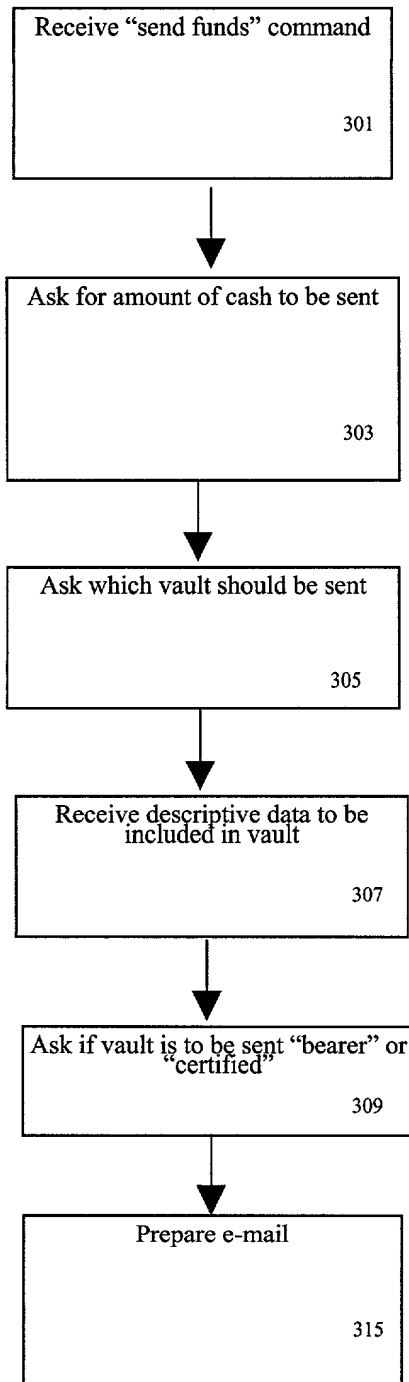 Receive “send funds” command
301
Ask for amount of cash to be sent
303
Ask which vault should be sent
305
Receive descriptive data to be
included in vault
307
Ask if vault is to be sent “bearer” or
“certified”
309
Prepare e-mail
315